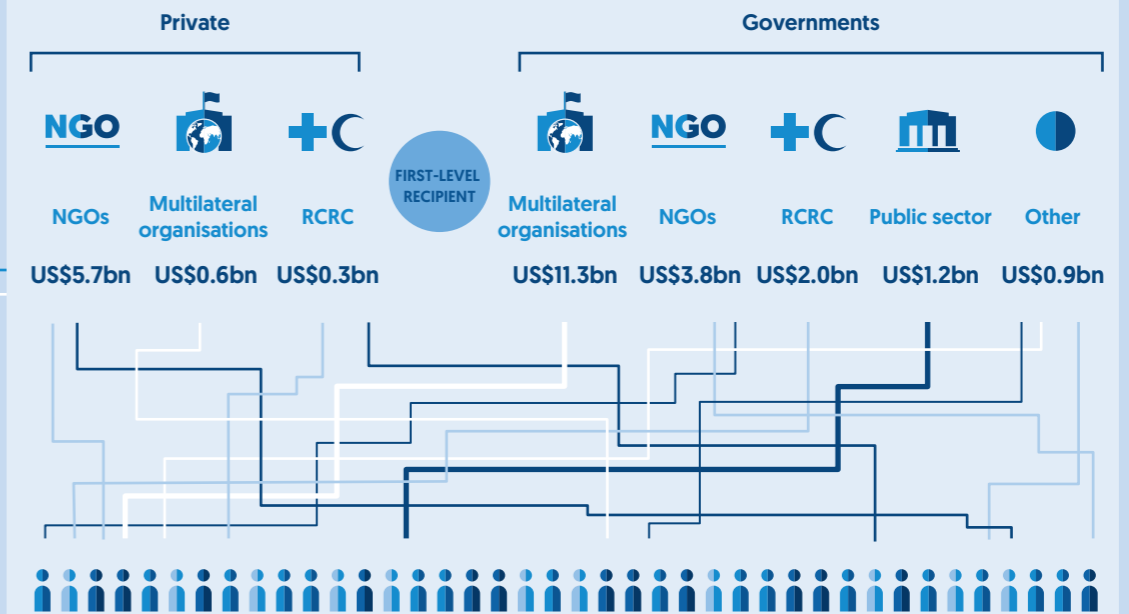 Private
Governments
NGO
NGO
FIRST-LEVEL
RECIPIENT
NGOs
Multilateral
organisations
RCRC
Multilateral
organisations
NGOs
RCRC
Public sector
Other
US$5.7bn
US$0.6bn
US$0.3bn
US$11.3bn
US$3.8bn
US$2.0bn
US$1.2bn
US$0.9bn